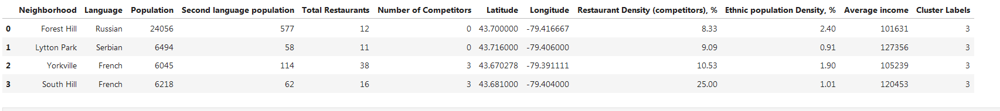 Neighborhood Language Population Second language population Total Restaurants Number of Competitors Latitude Longitude Restaurant Density (competitors), % Ethnic population Density, % Average income Cluster Labels
0 Forest Hill Russian 24056 577 12 0 43.700000 -79.416667 8.33 2.40 101631 3
1 Lytton Park Serbian 6494 58 11 0 43.716000 -79.406000 9.09 0.91 127356 3
2 Yorkville French 6045 114 38 3 43.670278 -79.391111 10.53 1.90 105239 3
3 South Hill French 6218 62 16 3 43.681000 -79.404000 25.00 1.01 120453 3